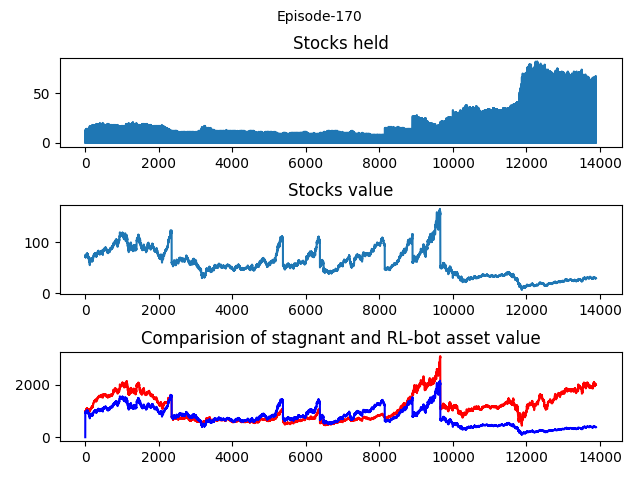 Episode-170
Stocks held
50
0
0 2000 4000 6000 8000 10000 12000 14000
Stocks value
100
0
0 2000 4000 6000 8000 10000 12000 14000
Comparision of stagnant and RL-bot asset value
2000
0
0 2000 4000 6000 8000 10000 12000 14000